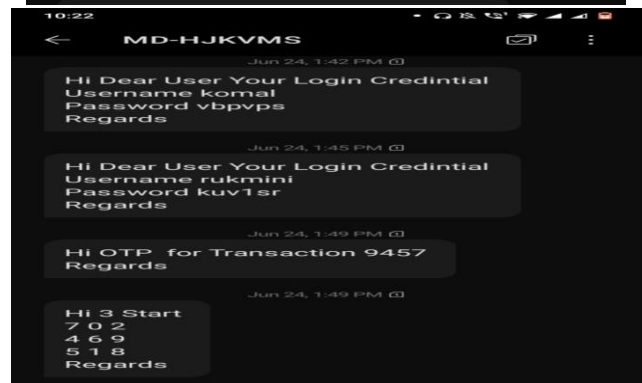 10:22
MD-HJKVMS
Jun 24, 1:42 PM
Hi Dear User Your Login Credintial
Username komal
Password vbpvps
Regards
Jun 24, 1:45 PM
Hi Dear User Your Login Credintial
Username rukmini
Password kuv1sr
Regards
Jun 24, 1:49 PM
Hi OTP for Transaction 9457
Regards
Jun 24, 1:49 PM
Hi 3 Start
7 0 2
4 6 9
5 1 8
Regards